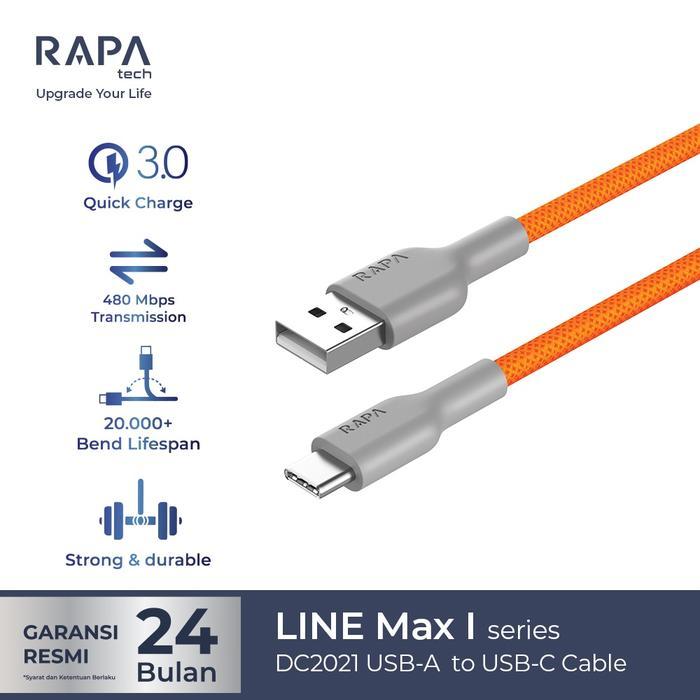 RAPA
tech
Upgrade Your Life
3.0
Quick Charge
480 Mbps
Transmission
20.000+
Bend Lifespan
Strong & durable
RAPA
RAPA
GARANSI
RESMI
*Syarat dan Ketentuan Berlaku
24
Bulan
LINE Max I series
DC2021 USB-A to USB-C Cable